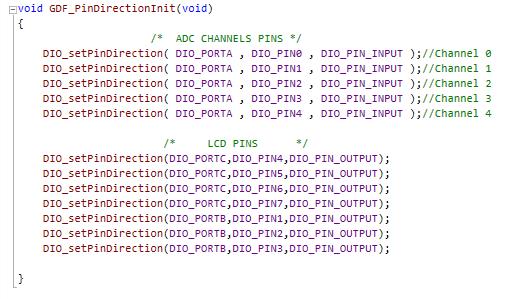 void GDF_PinDirectionInit(void)
{
/* ADC CHANNELS PINS */
DIO_setPinDirection( DIO_PORTA , DIO_PIN0 , DIO_PIN_INPUT );//Channel 0
DIO_setPinDirection( DIO_PORTA , DIO_PIN1 , DIO_PIN_INPUT );//Channel 1
DIO_setPinDirection( DIO_PORTA , DIO_PIN2 , DIO_PIN_INPUT );//Channel 2
DIO_setPinDirection( DIO_PORTA , DIO_PIN3 , DIO_PIN_INPUT );//Channel 3
DIO_setPinDirection( DIO_PORTA , DIO_PIN4 , DIO_PIN_INPUT );//Channel 4
/* LCD PINS */
DIO_setPinDirection(DIO_PORTC,DIO_PIN4,DIO_PIN_OUTPUT);
DIO_setPinDirection(DIO_PORTC,DIO_PIN5,DIO_PIN_OUTPUT);
DIO_setPinDirection(DIO_PORTC,DIO_PIN6,DIO_PIN_OUTPUT);
DIO_setPinDirection(DIO_PORTC,DIO_PIN7,DIO_PIN_OUTPUT);
DIO_setPinDirection(DIO_PORTB,DIO_PIN1,DIO_PIN_OUTPUT);
DIO_setPinDirection(DIO_PORTB,DIO_PIN2,DIO_PIN_OUTPUT);
DIO_setPinDirection(DIO_PORTB,DIO_PIN3,DIO_PIN_OUTPUT);
}